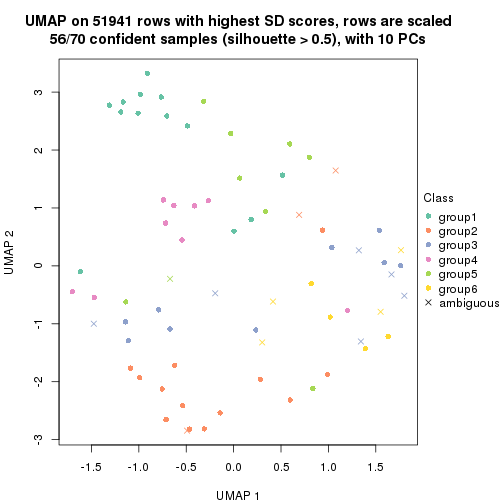 UMAP on 51941 rows with highest SD scores, rows are scaled
56/70 confident samples (silhouette > 0.5), with 10 PCs
3
2
1
0
-1
-2
-3
UMAP 2
-1.5
-1.0
-0.5
0.0
0.5
1.0
1.5
UMAP 1
Class
group1
group2
group3
group4
group5
group6
ambiguous